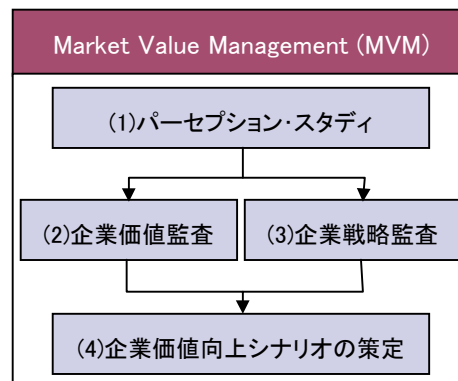 Market Value Management (MVM)
(1)パーセプション・スタディ
(2)企業価値監査
(3)企業戦略監査
(4)企業価値向上シナリオの策定